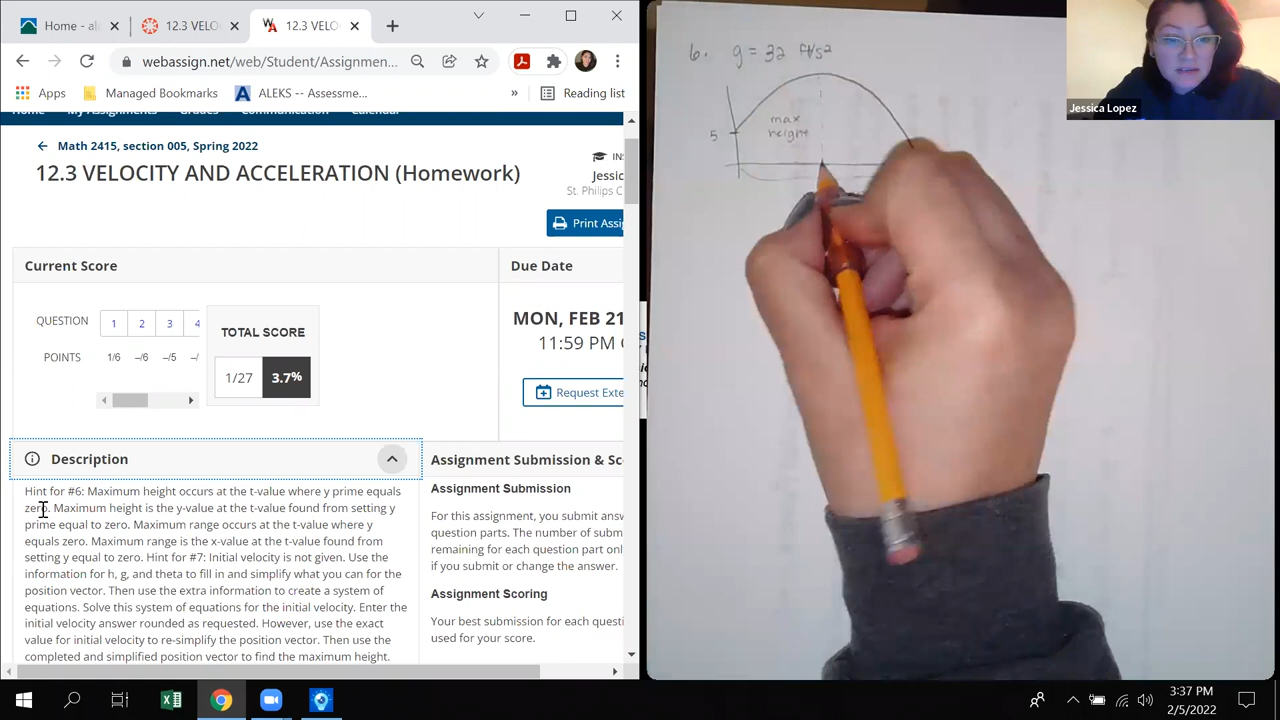 Home - al
12.3 VELO
12.3 VELO
webassign.net/web/Student/Assignmen...
Apps
Managed Bookmarks
ALEKS -- Assessme...
»
Reading list
My Assignments
Grades
Communication
Calendar
Math 2415, section 005, Spring 2022
12.3 VELOCITY AND ACCELERATION (Homework)
INS
Jessic
St. Philips C
Print Assi
Current Score
Due Date
QUESTION
1 2 3 4
POINTS
1/6 –/6 –/5 –/
TOTAL SCORE
1/27 3.7%
MON, FEB 21
11:59 PM
Request Exte
Description
Hint for #6: Maximum height occurs at the t-value where y prime equals
zero. Maximum height is the y-value at the t-value found from setting y
prime equal to zero. Maximum range occurs at the t-value where y
equals zero. Maximum range is the x-value at the t-value found from
setting y equal to zero. Hint for #7: Initial velocity is not given. Use the
information for h, g, and theta to fill in and simplify what you can for the
position vector. Then use the extra information to create a system of
equations. Solve this system of equations for the initial velocity. Enter the
initial velocity answer rounded as requested. However, use the exact
value for initial velocity to re-simplify the position vector. Then use the
completed and simplified position vector to find the maximum height.
Assignment Submission & Sc
Assignment Submission
For this assignment, you submit answ
question parts. The number of subm
remaining for each question part onl
if you submit or change the answer.
Assignment Scoring
Your best submission for each questi
used for your score.
6. g = 32 ft/s²
5
max
height
Jessica Lopez
3:37 PM
2/5/2022